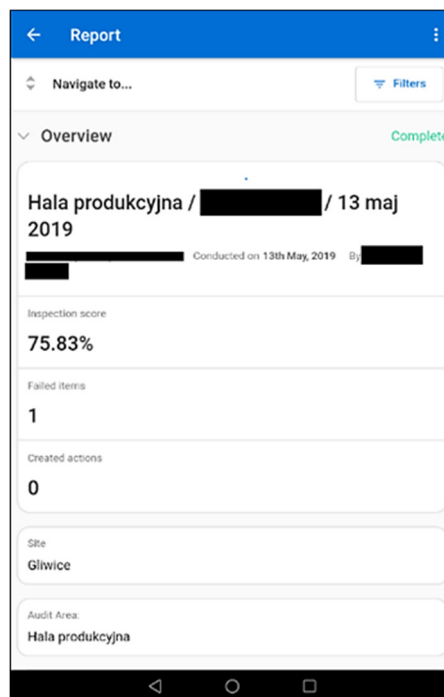 Report
Navigate to...
Filters
Overview
Complete
Hala produkcyjna / / 13 maj
2019
Conducted on 13th May, 2019 By
Inspection score
75.83%
Failed items
1
Created actions
0
Site
Gliwice
Audit Area:
Hala produkcyjna